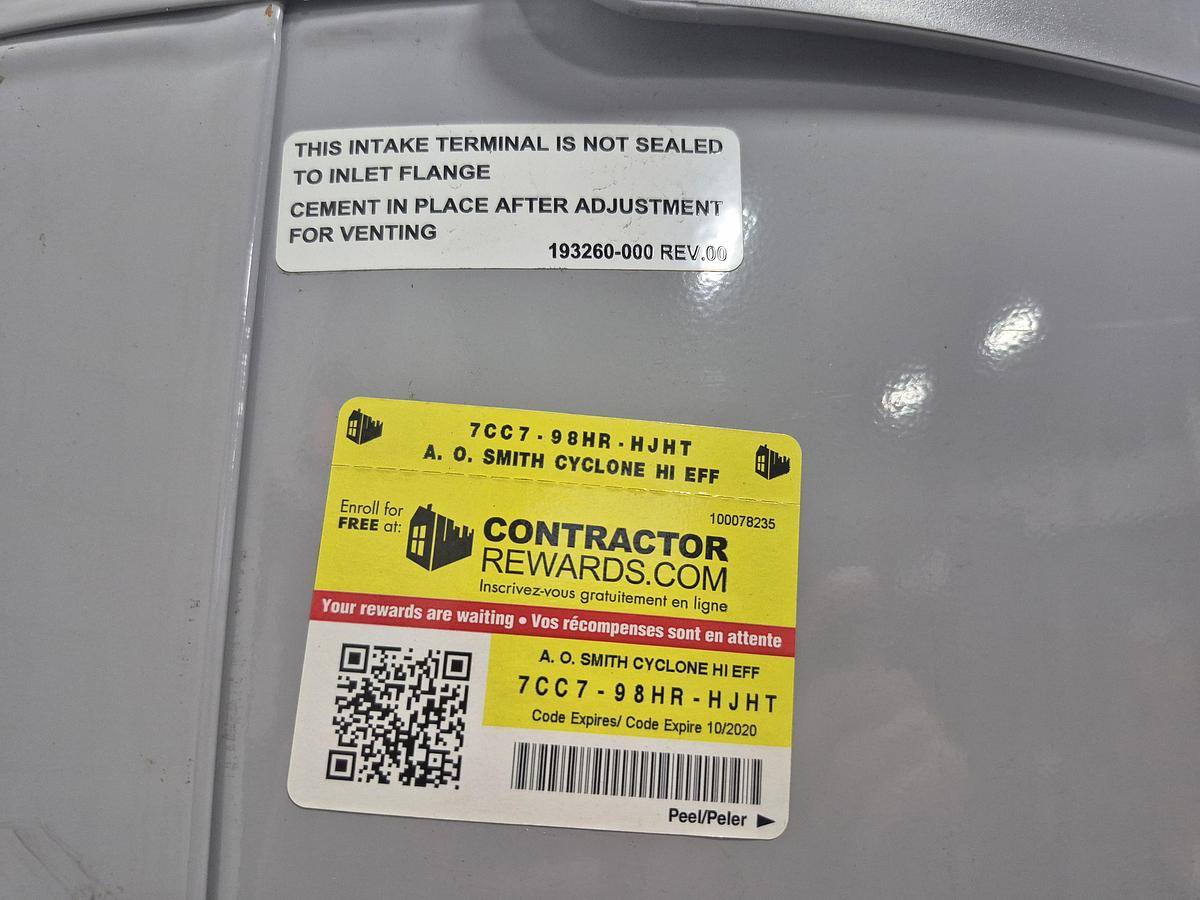 THIS INTAKE TERMINAL IS NOT SEALED
TO INLET FLANGE
CEMENT IN PLACE AFTER ADJUSTMENT
FOR VENTING
193260-000 REV.00
7CC7-98HR-HJHT
A. O. SMITH CYCLONE HI EFF
100078235
Enroll for
FREE at:
CONTRACTOR
REWARDS.COM
Inscrivez-vous gratuitement en ligne
Your rewards are waiting • Vos récompenses sont en attente
A. O. SMITH CYCLONE HI EFF
7CC7-98HR-HJHT
Code Expires/ Code Expire 10/2020
Peel/Peler ►